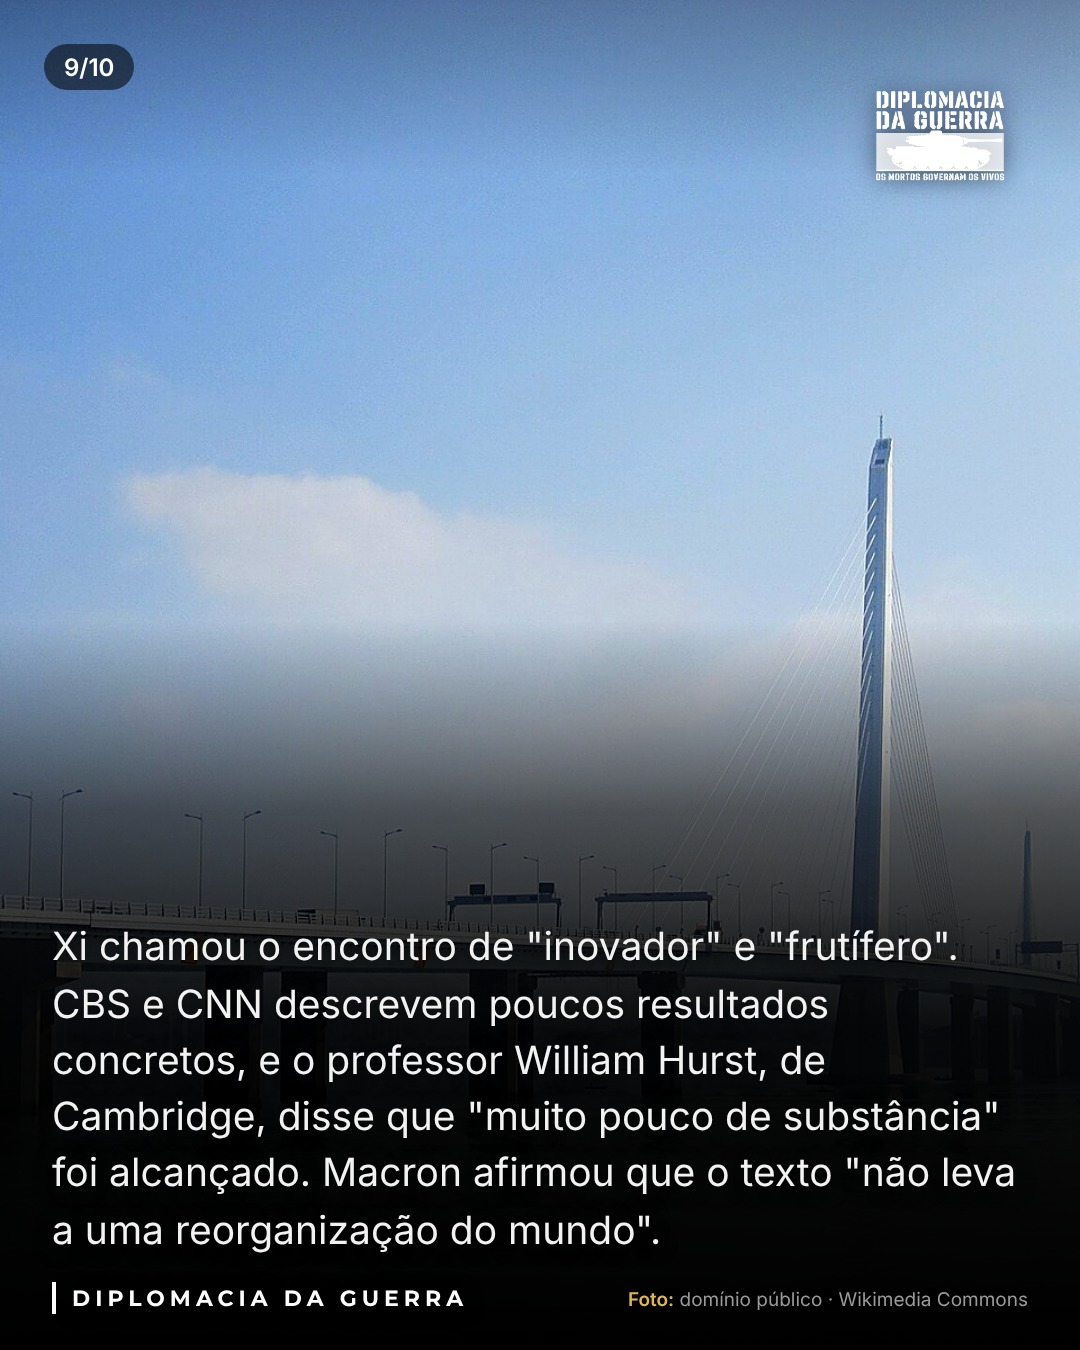 9/10
DIPLOMACIA
DA GUERRA
OS MORTOS GOVERNAM OS VIVOS
Xi chamou o encontro de "inovador" e "frutífero".
CBS e CNN descrevem poucos resultados
concretos, e o professor William Hurst, de
Cambridge, disse que "muito pouco de substância"
foi alcançado. Macron afirmou que o texto "não leva
a uma reorganização do mundo".
DIPLOMACIA DA GUERRA
Foto: domínio público · Wikimedia Commons